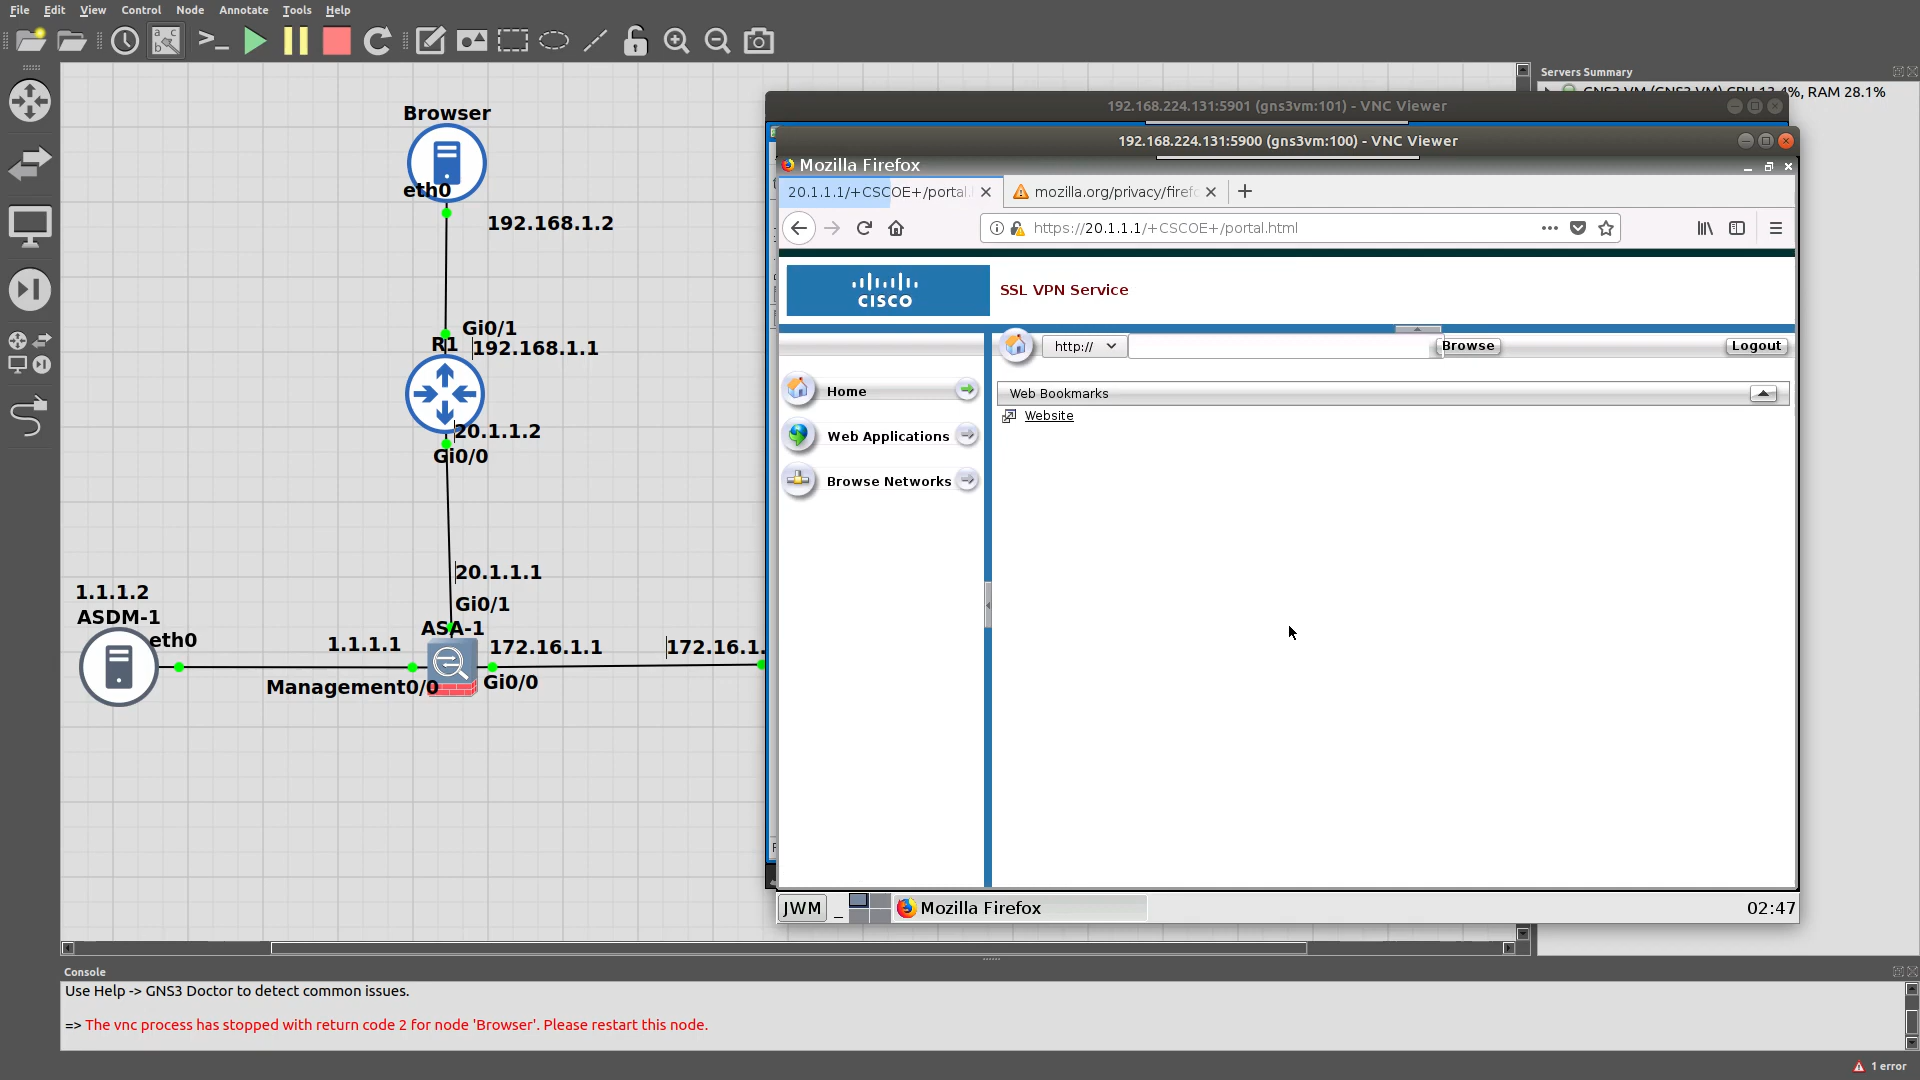 File Edit View Control Node Annotate Tools Help
Servers Summary
192.168.224.131:5901 (gns3vm:101) - VNC Viewer
%, RAM 28.1%
192.168.224.131:5900 (gns3vm:100) - VNC Viewer
Mozilla Firefox
20.1.1.1/+CSCOE+/portal.
mozilla.org/privacy/firef
https://20.1.1.1/+CSCOE+/portal.html
CISCO
SSL VPN Service
http://
Browse
Logout
Home
Web Applications
Browse Networks
Web Bookmarks
Website
JWM
_
Mozilla Firefox
02:47
Browser
eth0
192.168.1.2
Gi0/1
R1
192.168.1.1
20.1.1.2
Gi0/0
20.1.1.1
Gi0/1
1.1.1.2
ASDM-1
eth0
1.1.1.1
ASA-1
172.16.1.1
172.16.1.
Management0/0
Gi0/0
Console
Use Help -> GNS3 Doctor to detect common issues.
=> The vnc process has stopped with return code 2 for node 'Browser'. Please restart this node.
1 error